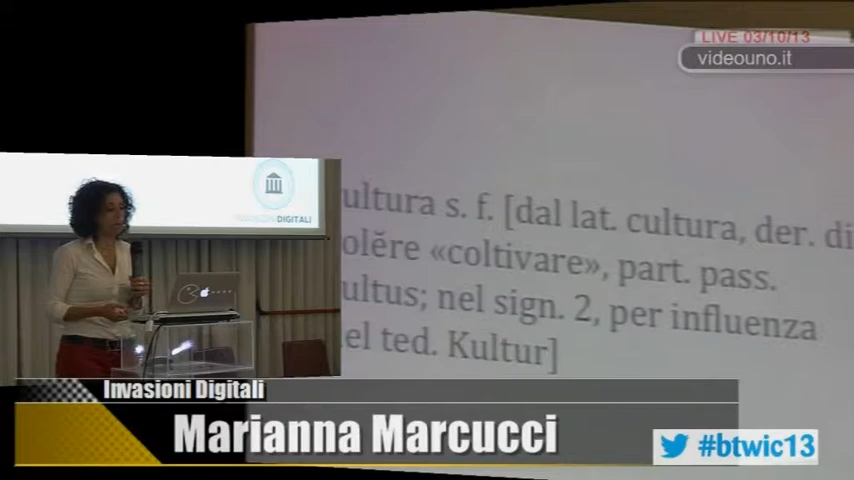 LIVE 03/10/13
videouno.it
DIGITALI
ultura s. f. [dal lat. cultura, der. di
olĕre «coltivare», part. pass.
ultus; nel sign. 2, per influenza
el ted. Kultur]
Invasioni Digitali
Marianna Marcucci
#btwic13